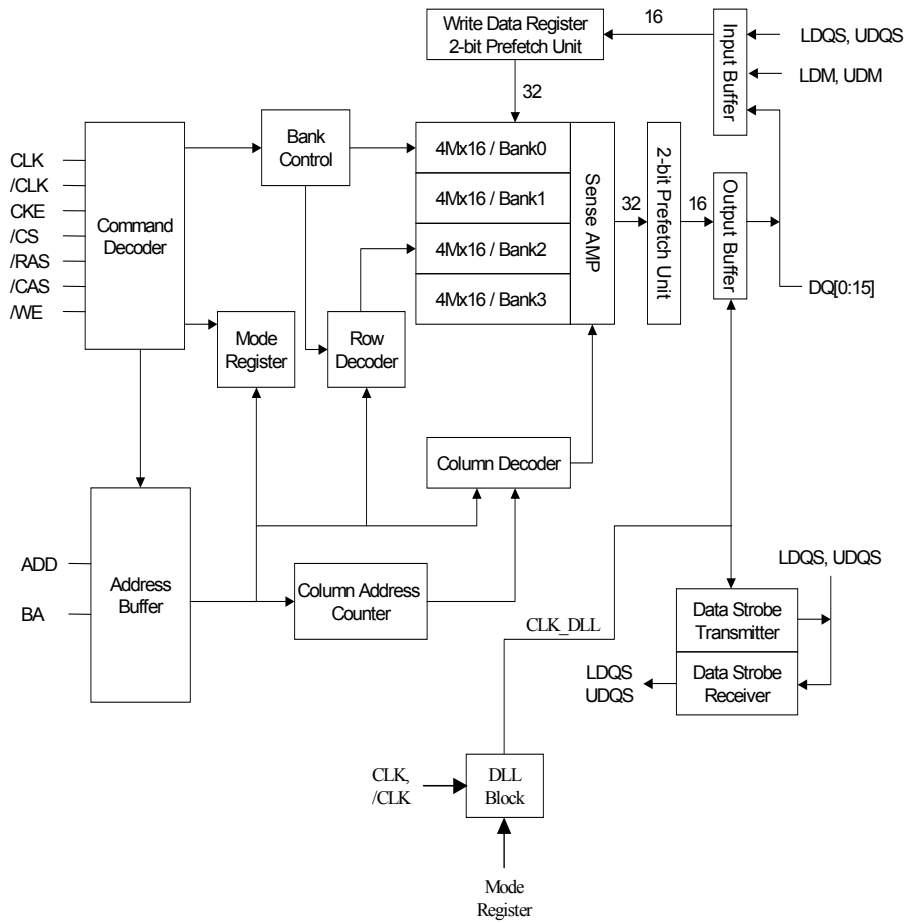 Write Data Register
2-bit Prefetch Unit
16
Input Buffer
LDQS, UDQS
LDM, UDM
32
Bank
Control
4Mx16 / Bank0
4Mx16 / Bank1
4Mx16 / Bank2
4Mx16 / Bank3
Sense AMP
32
2-bit Prefetch Unit
16
Output Buffer
DQ[0:15]
CLK
/CLK
CKE
/CS
/RAS
/CAS
/WE
Command
Decoder
Mode
Register
Row
Decoder
Column Decoder
ADD
BA
Address
Buffer
Column Address
Counter
LDQS, UDQS
CLK_DLL
Data Strobe
Transmitter
Data Strobe
Receiver
LDQS
UDQS
CLK,
/CLK
DLL
Block
Mode
Register